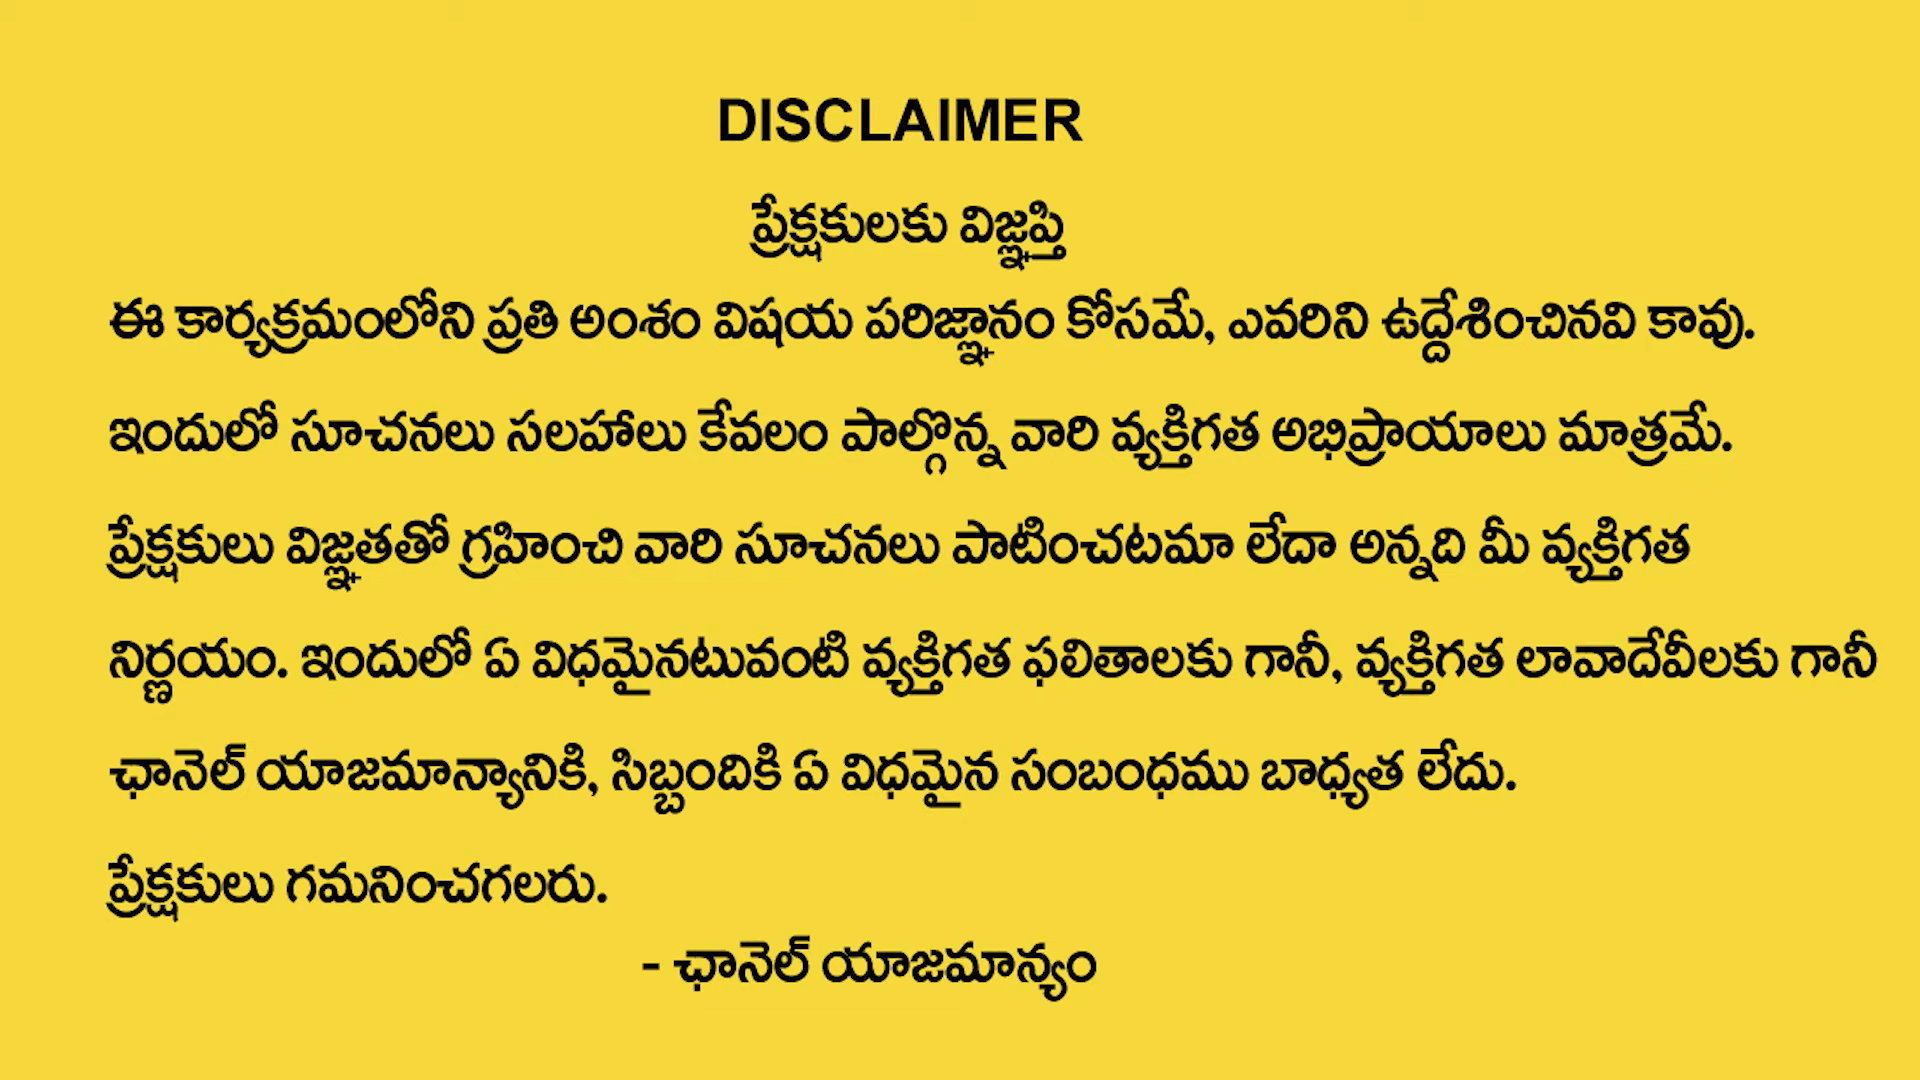 DISCLAIMER
ప్రేక్షకులకు విజ్ఞప్తి
ఈ కార్యక్రమంలోని ప్రతి అంశం విషయ పరిజ్ఞానం కోసమే, ఎవరిని ఉద్దేశించినవి కావు.
ఇందులో సూచనలు సలహాలు కేవలం పాల్గొన్న వారి వ్యక్తిగత అభిప్రాయాలు మాత్రమే.
ప్రేక్షకులు విజ్ఞతతో గ్రహించి వారి సూచనలు పాటించటమా లేదా అన్నది మీ వ్యక్తిగత
నిర్ణయం. ఇందులో ఏ విధమైనటువంటి వ్యక్తిగత ఫలితాలకు గానీ, వ్యక్తిగత లావాదేవీలకు గానీ
ఛానెల్ యాజమాన్యానికి, సిబ్బందికి ఏ విధమైన సంబంధము బాధ్యత లేదు.
ప్రేక్షకులు గమనించగలరు.
- ఛానెల్ యాజమాన్యం